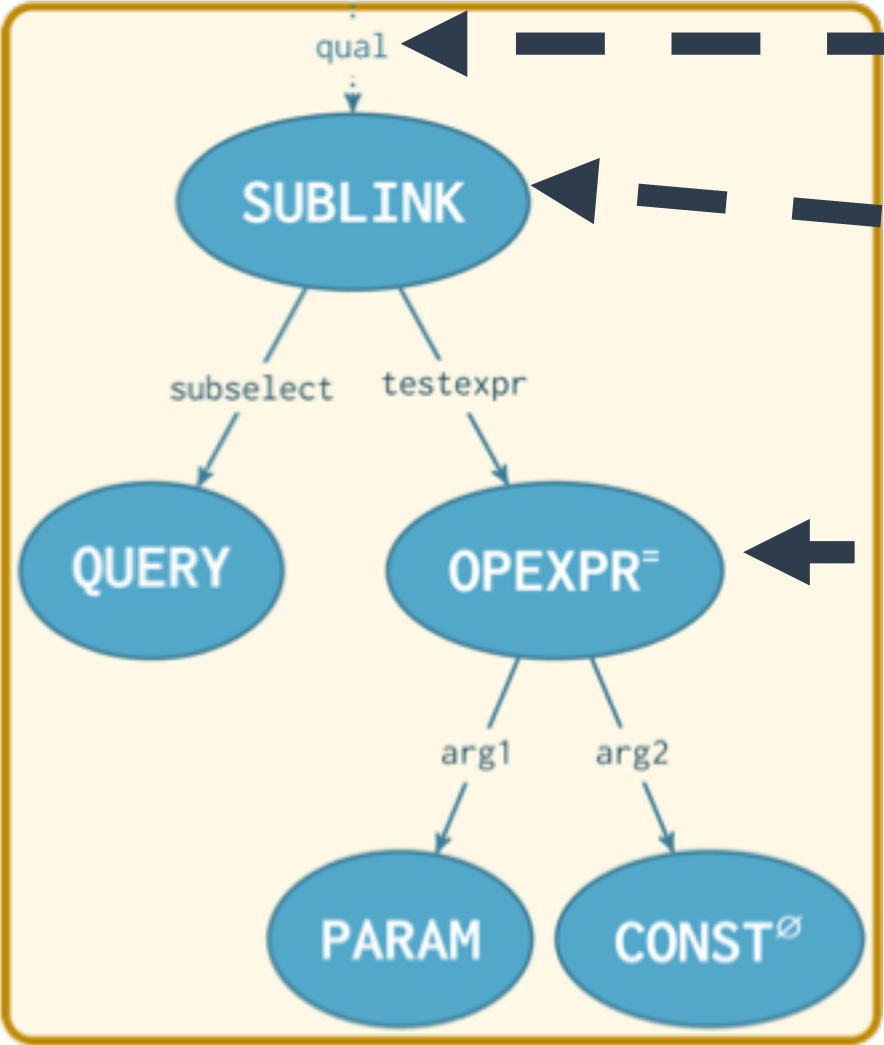 qual
SUBLINK
subselect
testexpr
QUERY
OPEXPR⁼
arg1
arg2
PARAM
CONST∅